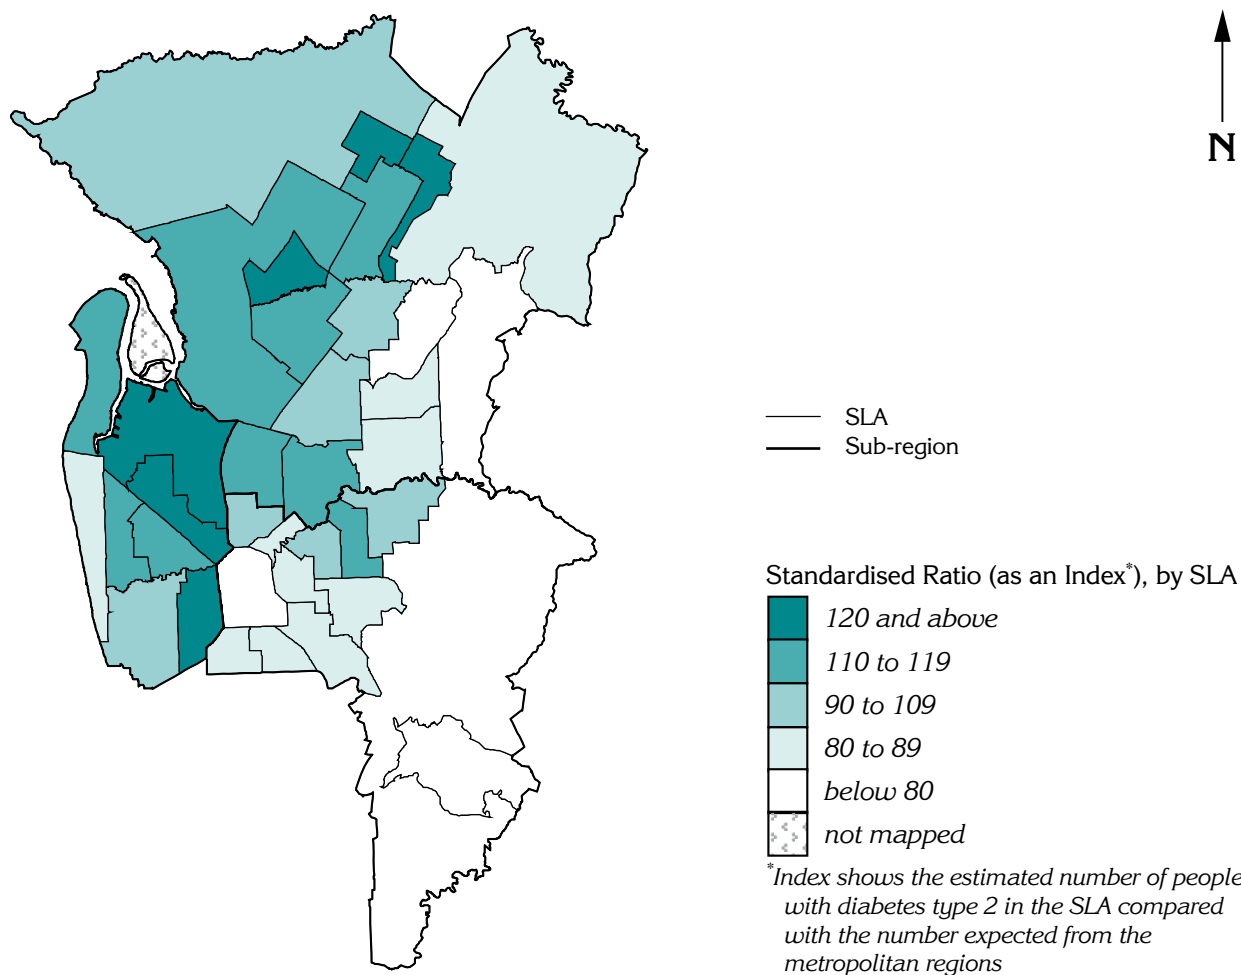 N
SLA
Sub-region
Standardised Ratio (as an Index*), by SLA
120 and above
110 to 119
90 to 109
80 to 89
below 80
not mapped
*Index shows the estimated number of people
with diabetes type 2 in the SLA compared
with the number expected from the
metropolitan regions